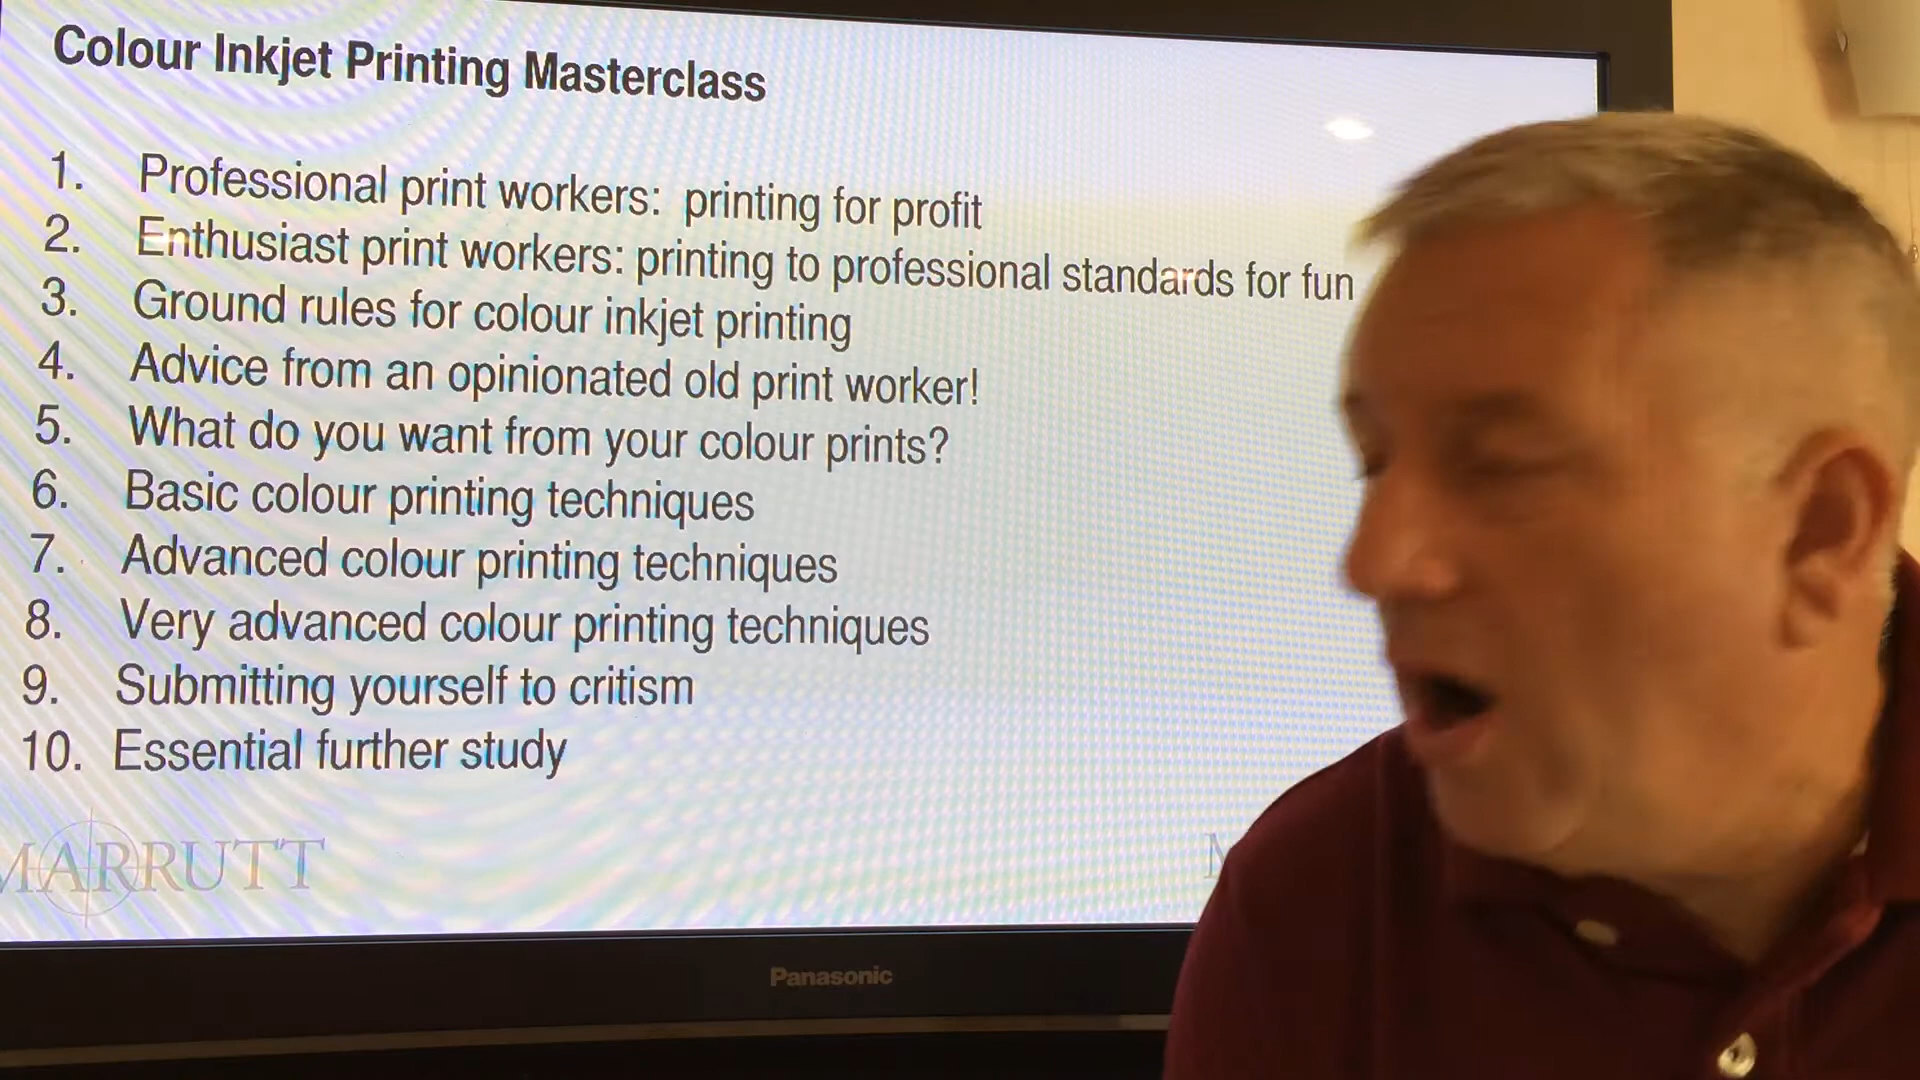 Colour Inkjet Printing Masterclass
1. Professional print workers: printing for profit
2. Enthusiast print workers: printing to professional standards for fun
3. Ground rules for colour inkjet printing
4. Advice from an opinionated old print worker!
5. What do you want from your colour prints?
6. Basic colour printing techniques
7. Advanced colour printing techniques
8. Very advanced colour printing techniques
9. Submitting yourself to critism
10. Essential further study
MARRUTT
Panasonic